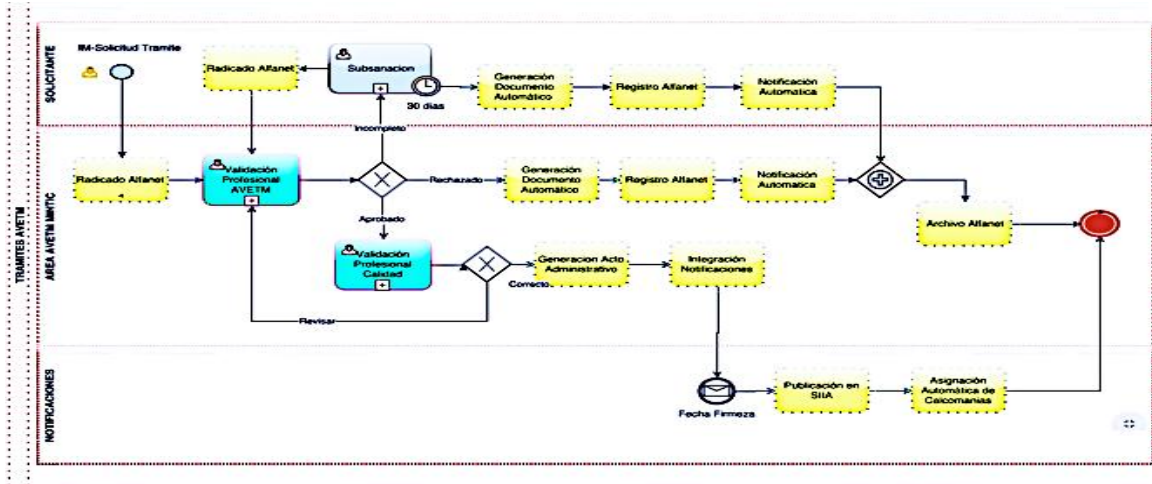 TRAMITES AVETM
SOLICITANTE
IM-Solicitud Tramite
Radicado Alfanet
Subsanacion
30 dias
Generación
Documento
Automático
Registro Alfanet
Notificación
Automatica
AREA AVETM MINTIC
Incompleto
Radicado Alfanet
Validación
Profesional
AVETM
Rechazado
Generación
Documento
Automatico
Registro Alfanet
Notificación
Automatica
Aprobado
Archivo Alfanet
Validación
Profesional
Calidad
Correcto
Generacion Acto
Administrativo
Integración
Notificaciones
Revisar
NOTIFICACIONES
Fecha Firmeza
Publicación en
SIIA
Asignación
Automática de
Calcomanias